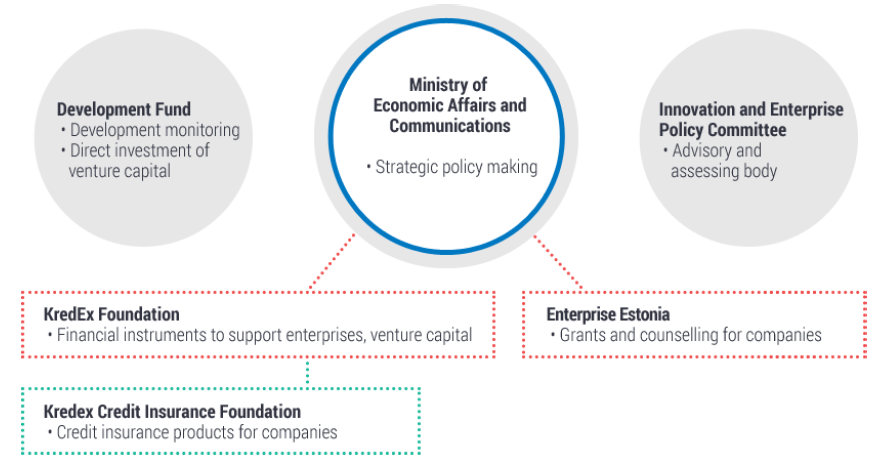 Development Fund
• Development monitoring
• Direct investment of
venture capital
Ministry of
Economic Affairs and
Communications
• Strategic policy making
Innovation and Enterprise
Policy Committee
• Advisory and
assessing body
KredEx Foundation
• Financial instruments to support enterprises, venture capital
Enterprise Estonia
• Grants and counselling for companies
Kredex Credit Insurance Foundation
• Credit insurance products for companies